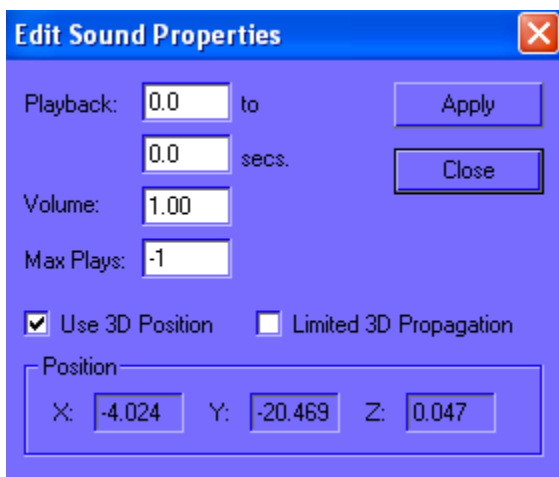 Edit Sound Properties
Playback: 0.0 to Apply
0.0 secs. Close
Volume: 1.00
Max Plays: -1
Use 3D Position Limited 3D Propagation
Position
X: -4.024 Y: -20.469 Z: 0.047